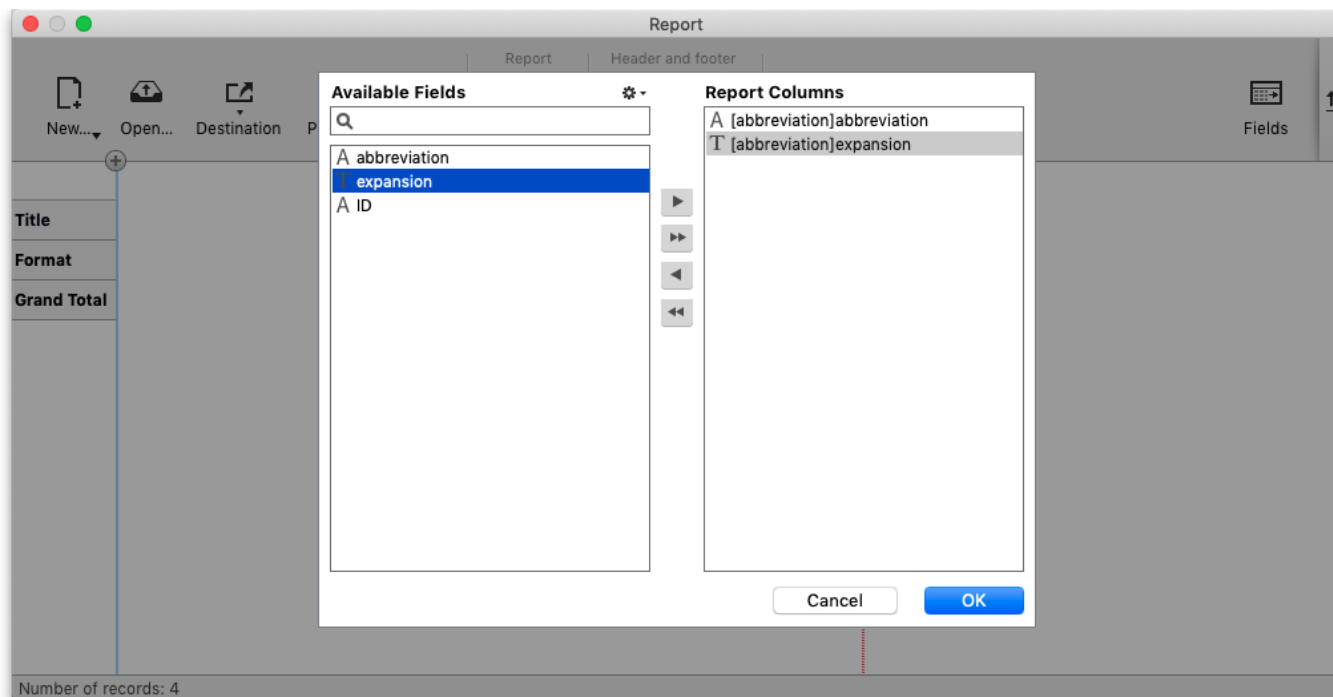 Report
Report Header and footer
New... Open... Destination P Fields
Available Fields
abbreviation
expansion
ID
Report Columns
[abbreviation]abbreviation
[abbreviation]expansion
Title
Format
Grand Total
Cancel OK
Number of records: 4